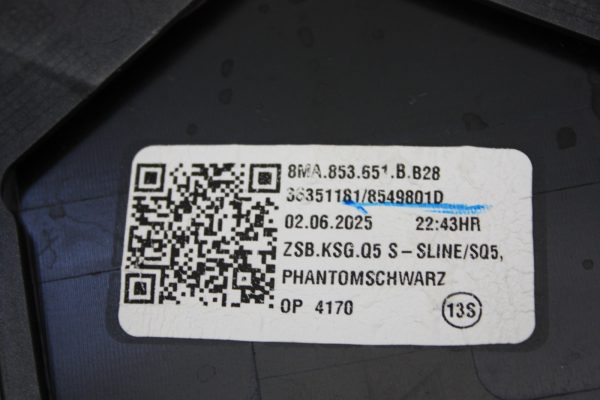 8MA.853.651.B.B28
36351181/8549801D
02.06.2025 22:43HR
ZSB.KSG.Q5 S-SLINE/SQ5,
PHANTOMSCHWARZ
OP 4170 13S